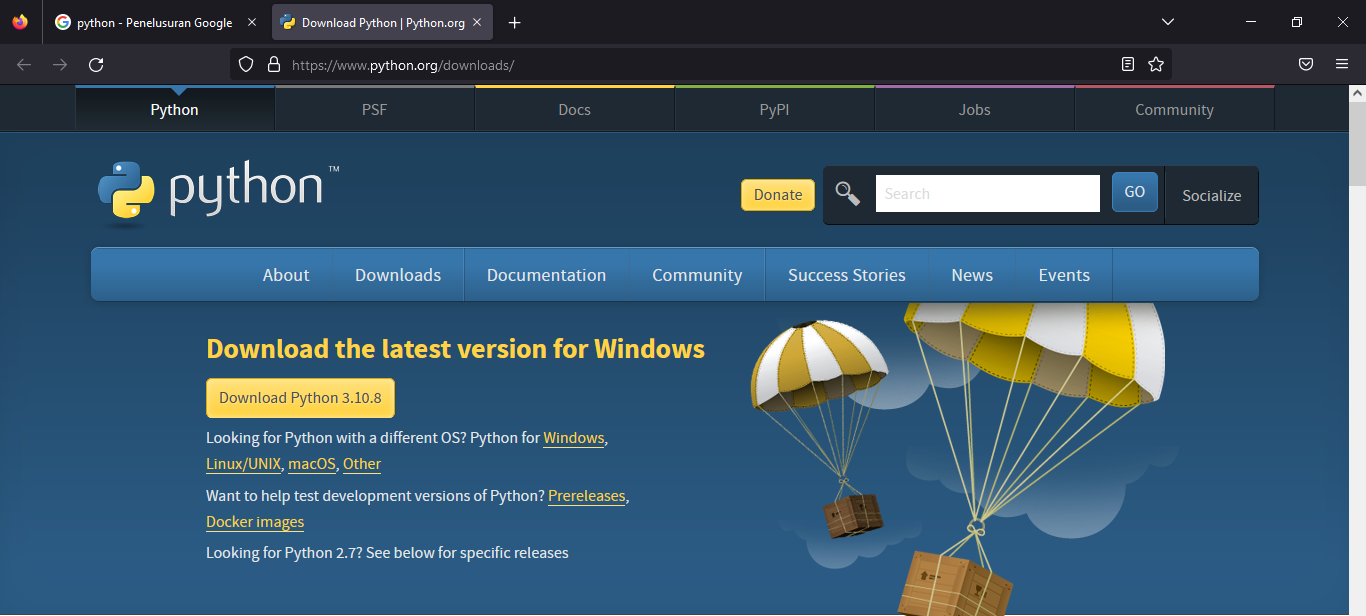 python - Penelusuran Google
Download Python | Python.org
https://www.python.org/downloads/
Python PSF Docs PyPI Jobs Community
python™
Donate Search GO Socialize
About Downloads Documentation Community Success Stories News Events
Download the latest version for Windows
Download Python 3.10.8
Looking for Python with a different OS? Python for Windows,
Linux/UNIX, macOS, Other
Want to help test development versions of Python? Prereleases,
Docker images
Looking for Python 2.7? See below for specific releases